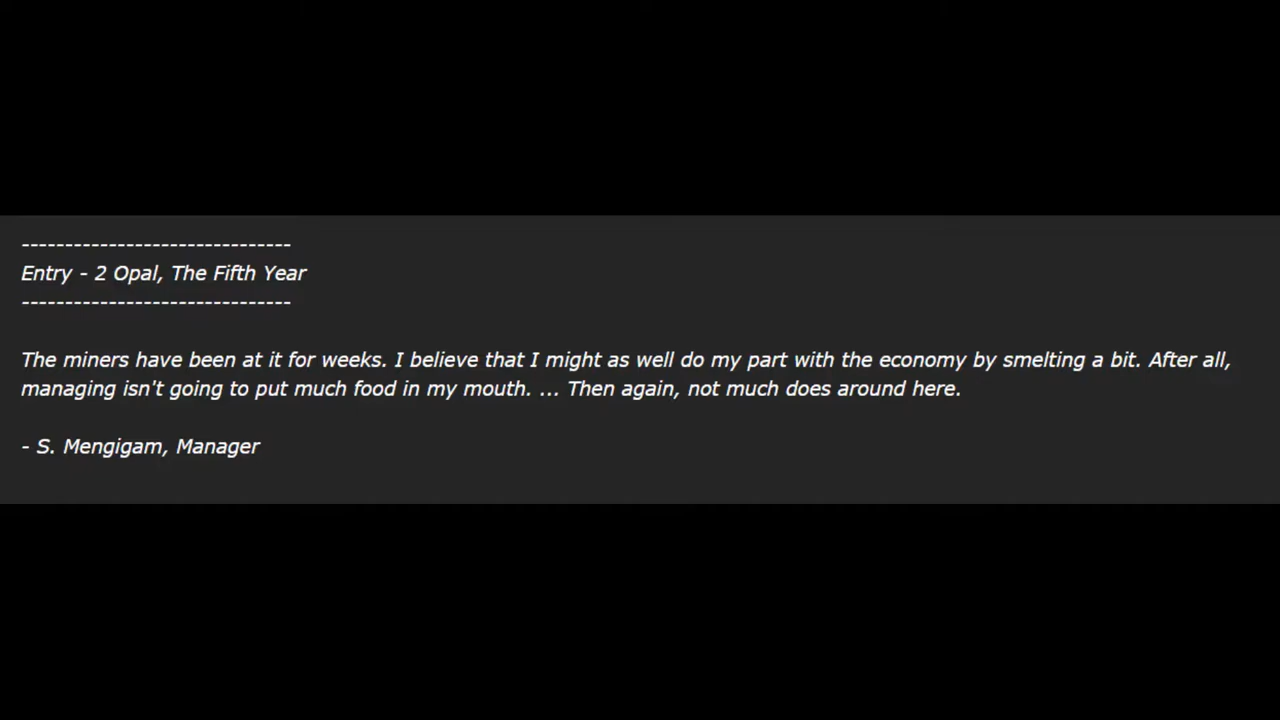 -------------------------------
Entry - 2 Opal, The Fifth Year
-------------------------------
The miners have been at it for weeks. I believe that I might as well do my part with the economy by smelting a bit. After all,
managing isn't going to put much food in my mouth. ... Then again, not much does around here.
- S. Mengigam, Manager